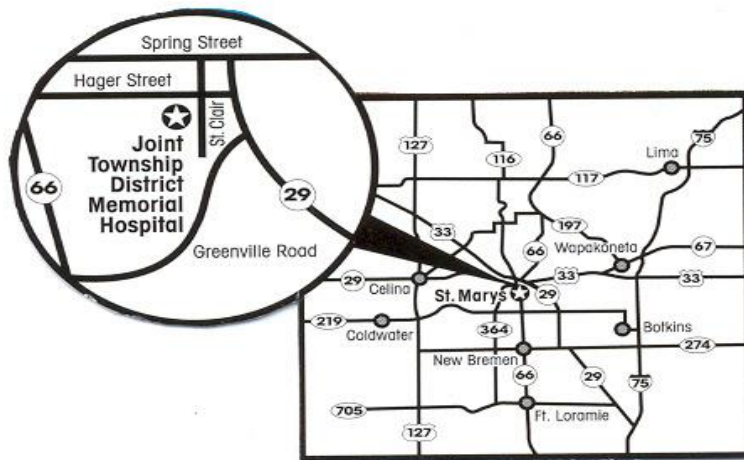 Spring Street
Hager Street
St. Clair
Joint
Township
District
Memorial
Hospital
66
29
Greenville Road
127
116
66
75
Lima
117
33
197
66
Wapakoneta
67
29
Celina
33
33
St. Marys
29
219
Coldwater
364
Botkins
New Bremen
274
66
29
75
705
Ft. Loramie
127